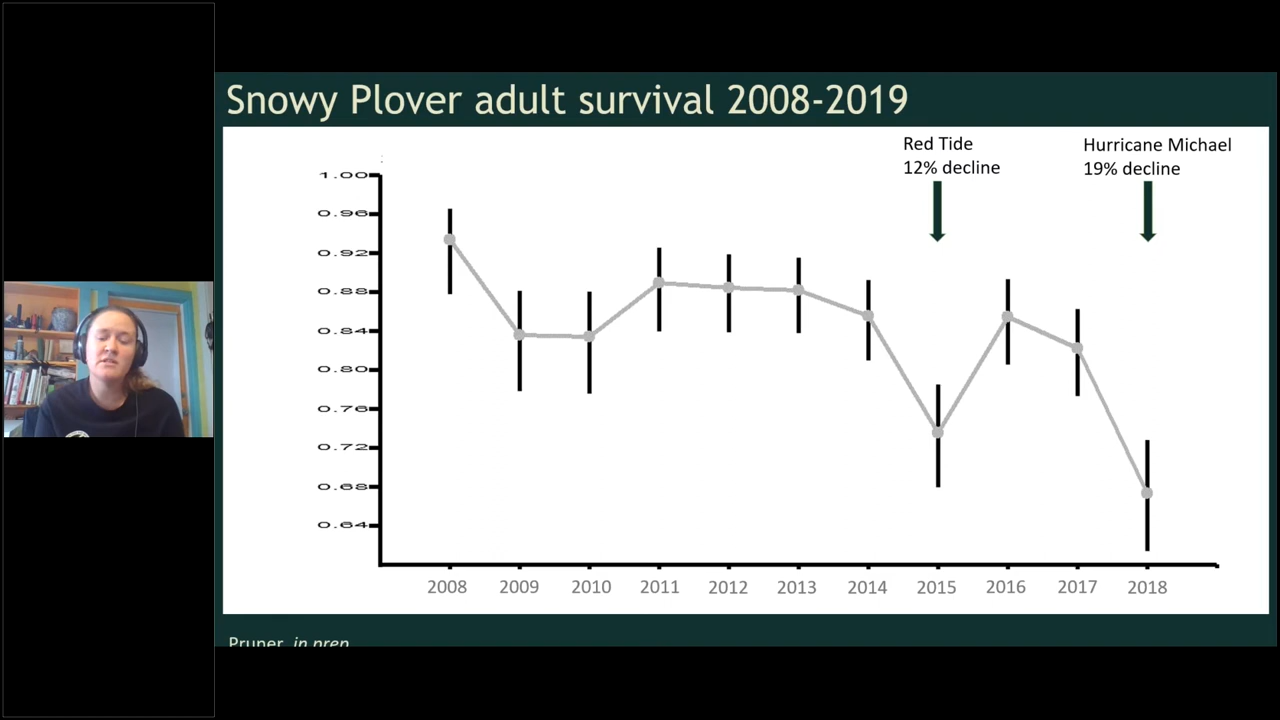 Snowy Plover adult survival 2008-2019
Red Tide
12% decline
Hurricane Michael
19% decline
1.00
0.96
0.92
0.88
0.84
0.80
0.76
0.72
0.68
0.64
2008 2009 2010 2011 2012 2013 2014 2015 2016 2017 2018
Pruner, in prep